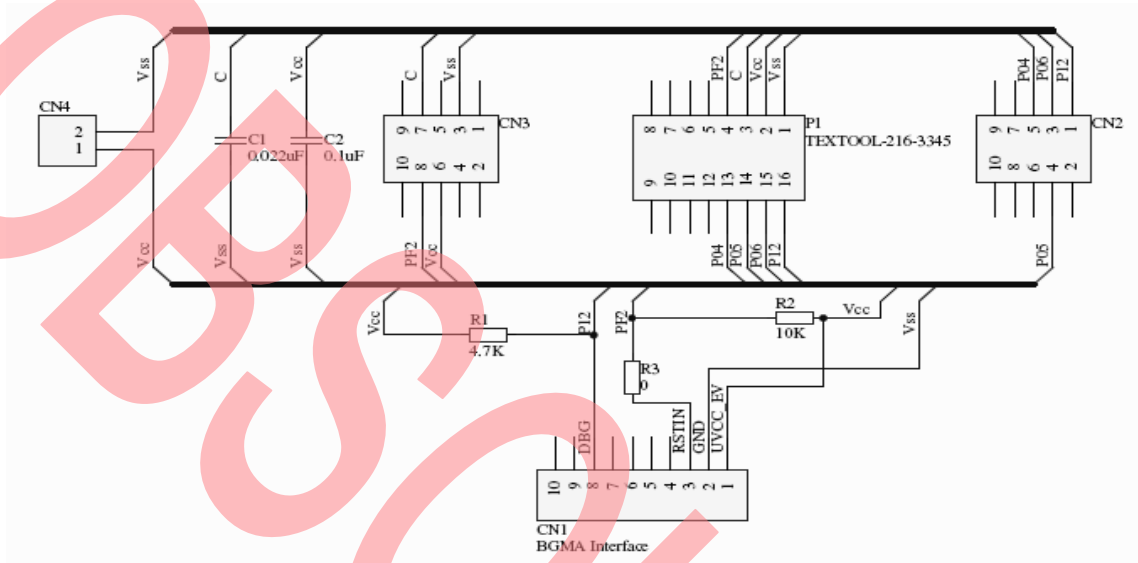 Vss
C
Vcc
C
Vss
PF2
C
Vcc
Vss
P04
P06
P12
CN4
2
1
C1
0.022uF
C2
0.1uF
9 7 5 3 1
10 8 6 4 2
CN3
8 7 6 5 4 3 2 1
9 10 11 12 13 14 15 16
P1
TEXTOOL-216-3345
9 7 5 3 1
10 8 6 4 2
CN2
Vcc
Vss
Vss
PF2
Vcc
P04
P05
P06
P12
P05
Vcc
R1
4.7K
P12
PF2
R2
10K
Vcc
Vss
R3
0
DBG
RSTIN
GND
UVCC_EV
10 9 8 7 6 5 4 3 2 1
CN1
BGMA Interface